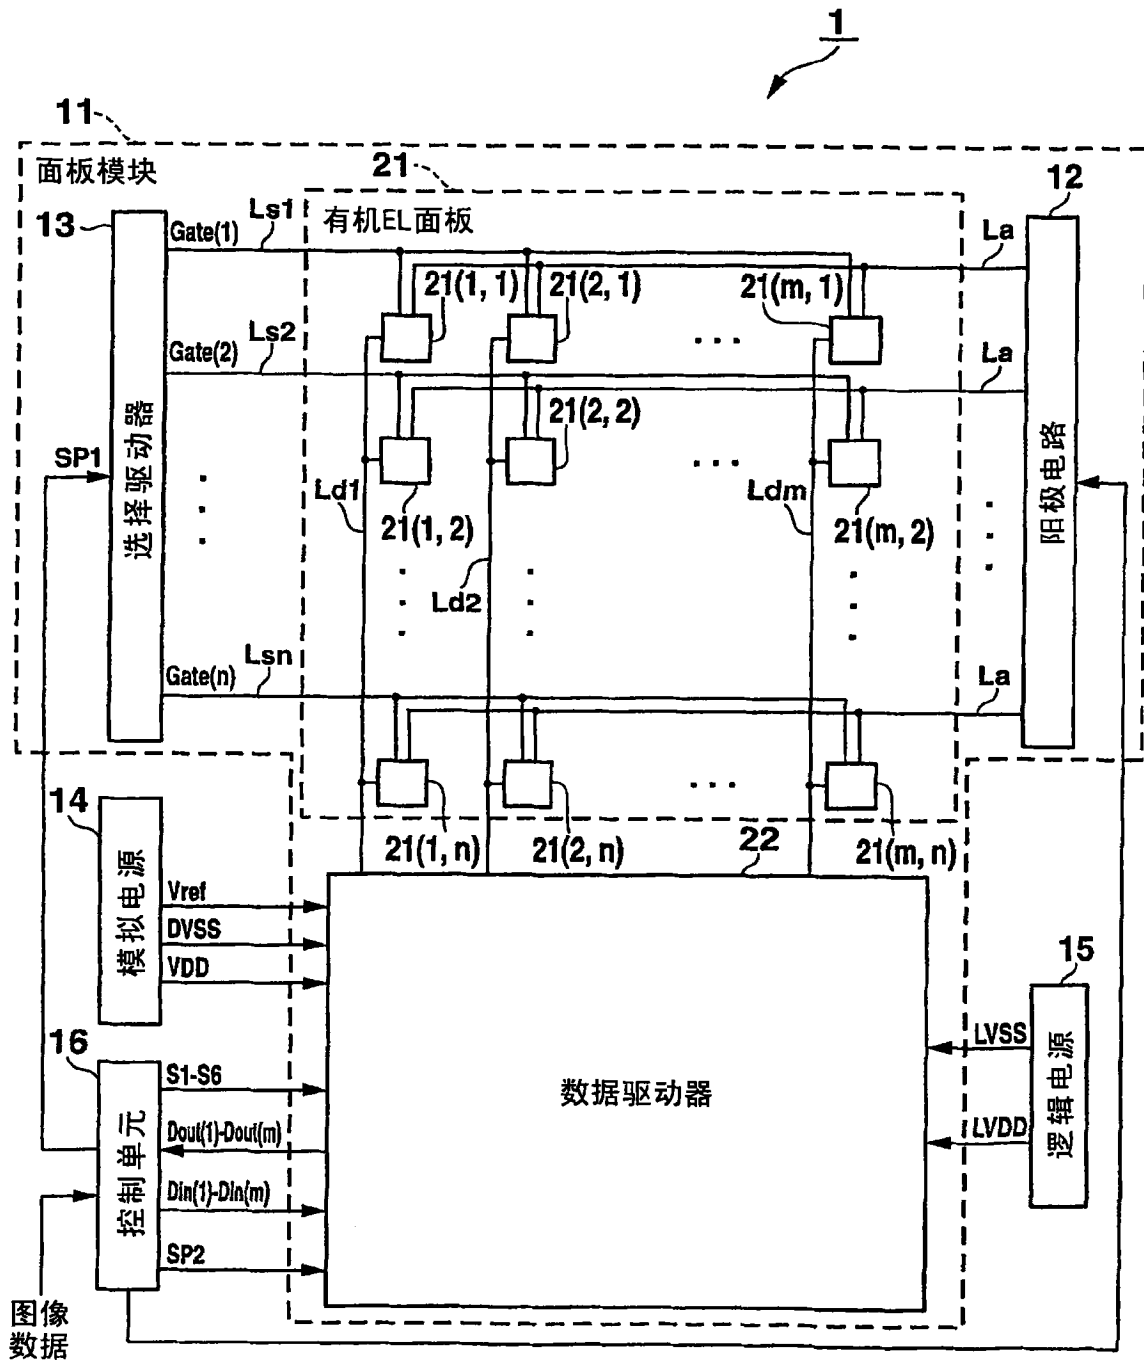 1
11
面板模块
21
12
13
有机EL面板
Gate(1)
Ls1
La
21(1, 1)
21(2, 1)
21(m, 1)
Gate(2)
Ls2
La
21(2, 2)
SP1
选择驱动器
Ld1
Ldm
阳极电路
21(1, 2)
21(m, 2)
Ld2
Gate(n)
Lsn
La
14
21(1, n)
21(2, n)
22
21(m, n)
模拟电源
Vref
DVSS
VDD
15
16
LVSS
逻辑电源
S1-S6
数据驱动器
LVDD
控制单元
Dout(1)-Dout(m)
Din(1)-Din(m)
SP2
图像
数据